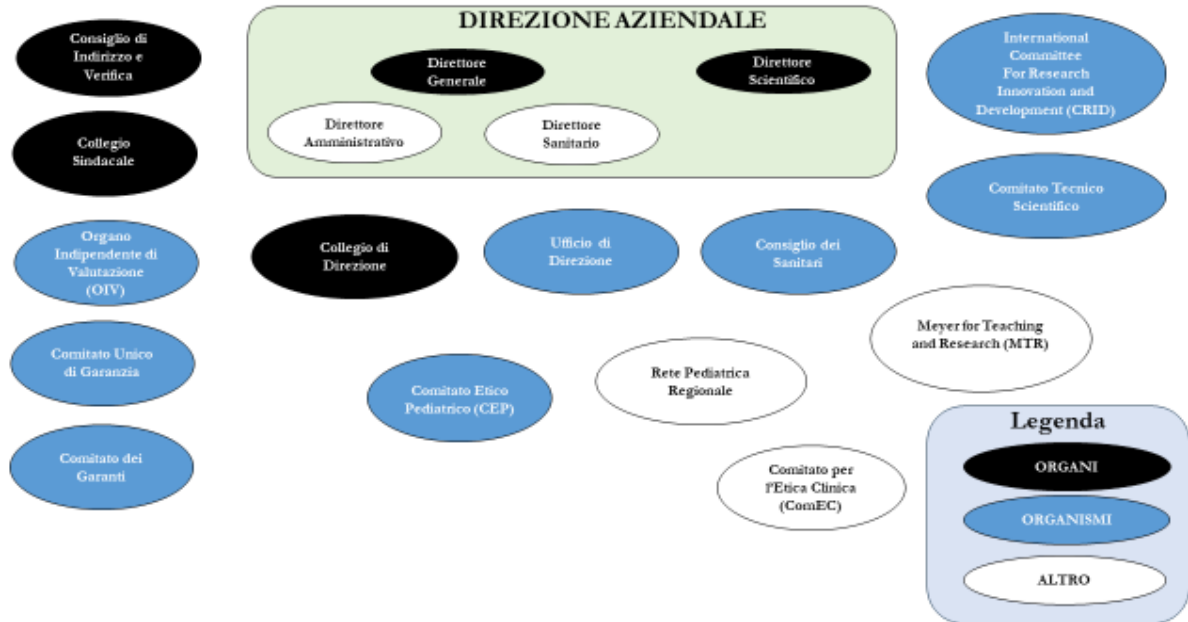 Consiglio di
Indirizzo e
Verifica
Collegio
Sindacale
Organo
Indipendente di
Valutazione
(OIV)
Comitato Unico
di Garanzia
Comitato dei
Garanti
DIREZIONE AZIENDALE
Direttore
Generale
Direttore
Scientifico
Direttore
Amministrativo
Direttore
Sanitario
Collegio di
Direzione
Ufficio di
Direzione
Consiglio dei
Sanitari
Comitato Etico
Pediatrico (CEP)
Rete Pediatrica
Regionale
Comitato per
l'Etica Clinica
(ComEC)
International
Committee
For Research
Innovation and
Development (CRID)
Comitato Tecnico
Scientifico
Meyer for Teaching
and Research (MTR)
Legenda
ORGANI
ORGANISMI
ALTRO